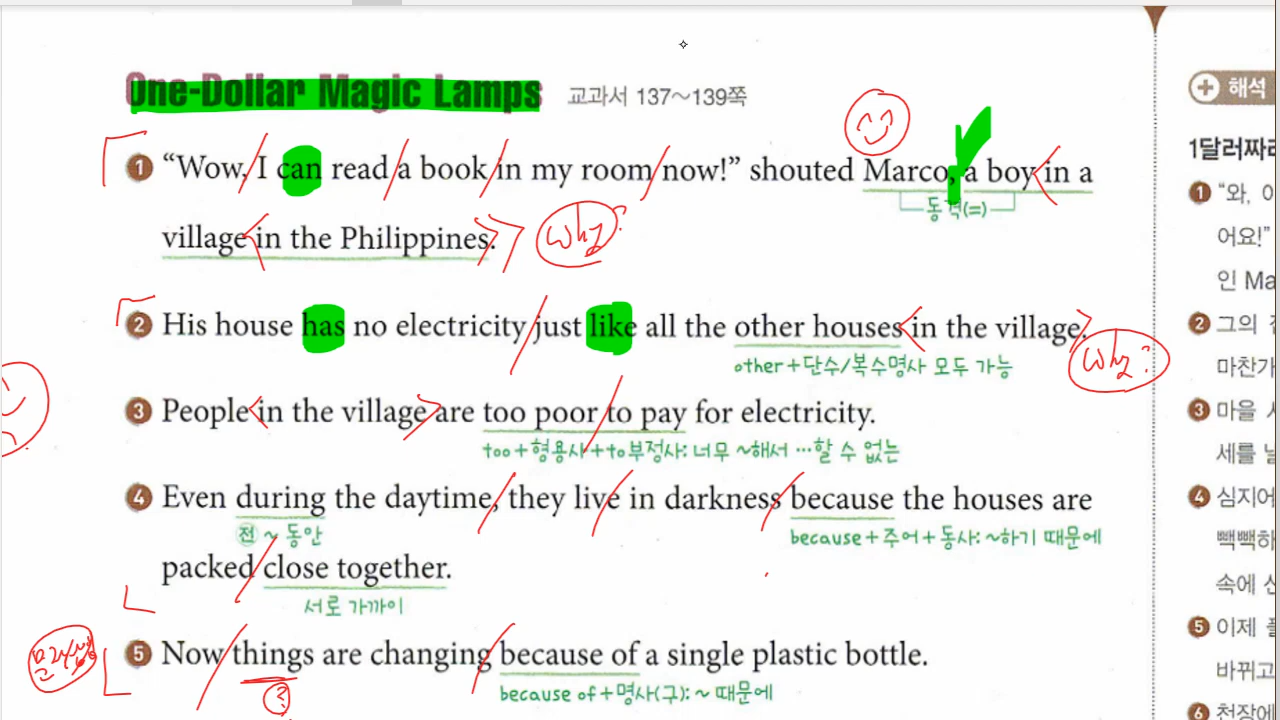 One-Dollar Magic Lamps 교과서 137~139쪽
+ 해석
1 "Wow, I can read a book in my room now!" shouted Marco, a boy in a
동격(=)
village in the Philippines. Why?
2 His house has no electricity just like all the other houses in the village.
other+단수/복수명사 모두 가능
Why?
3 People in the village are too poor to pay for electricity.
too+형용사+to부정사: 너무 ~해서 …할 수 없는
4 Even during the daytime, they live in darkness because the houses are
전 ~ 동안
because+주어+동사: ~하기 때문에
packed close together.
서로 가까이
5 Now things are changing because of a single plastic bottle.
?
because of+명사(구): ~ 때문에
1달러짜리
1 "와, 이
어요!"
인 Ma
2 그의 집
마찬가
3 마을 사
세를 낼
4 심지어
빽빽하
속에 산
5 이제
바뀌고
6 천장에